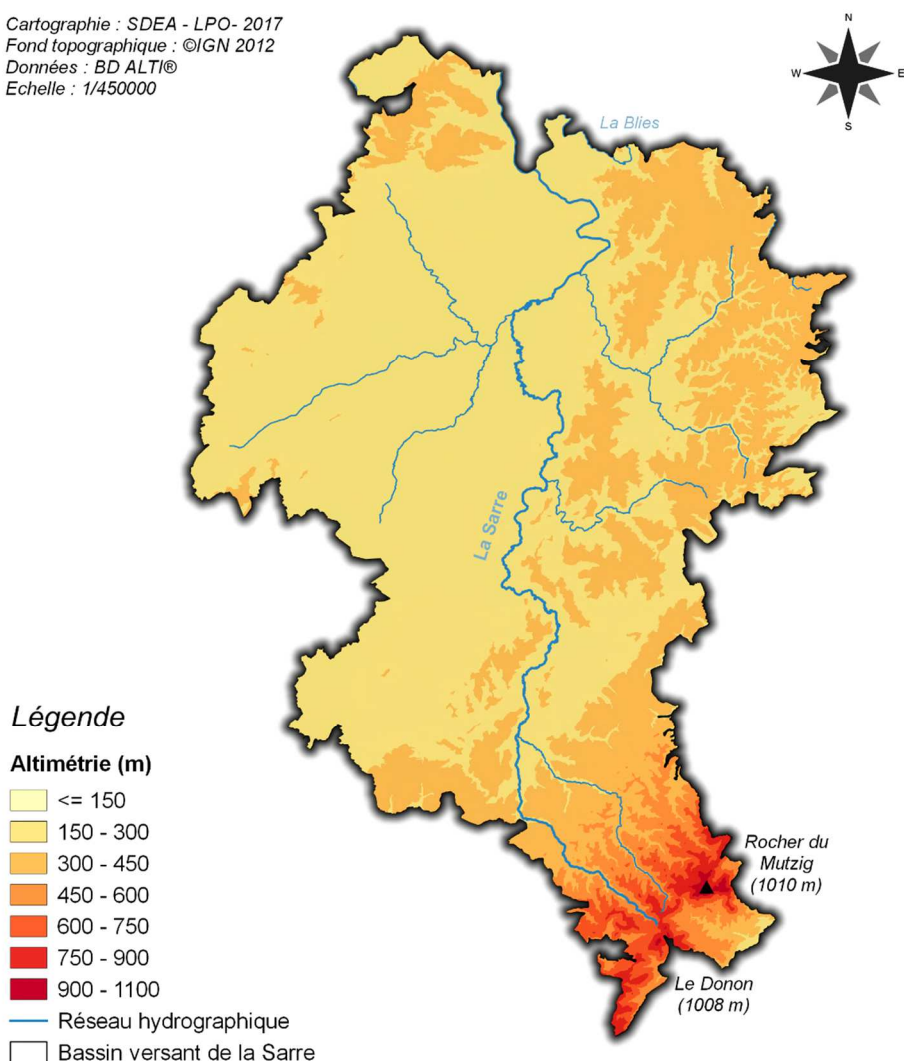 Cartographie : SDEA - LPO- 2017
Fond topographique : ©IGN 2012
Données : BD ALTI®
Echelle : 1/450000
N
W
E
S
La Blies
La Sarre
Légende
Altimétrie (m)
<= 150
150 - 300
300 - 450
450 - 600
600 - 750
750 - 900
900 - 1100
Réseau hydrographique
Bassin versant de la Sarre
Rocher du
Mutzig
(1010 m)
Le Donon
(1008 m)